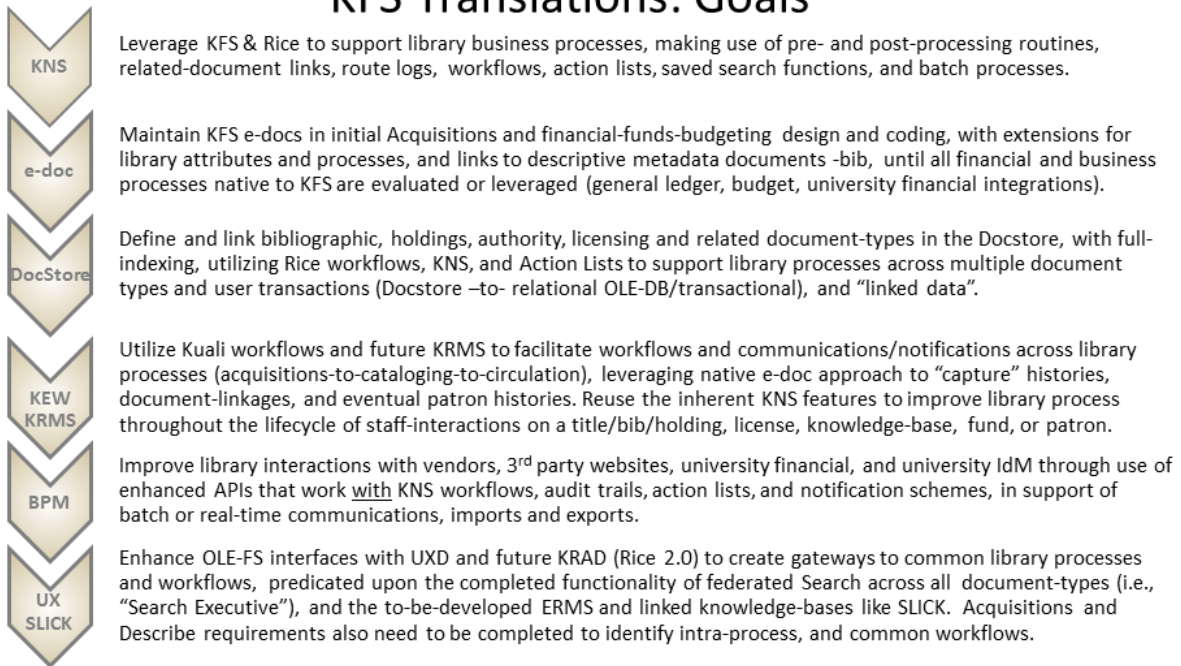 KFS Translations: Goals
KNS
Leverage KFS & Rice to support library business processes, making use of pre- and post-processing routines,
related-document links, route logs, workflows, action lists, saved search functions, and batch processes.
e-doc
Maintain KFS e-docs in initial Acquisitions and financial-funds-budgeting design and coding, with extensions for
library attributes and processes, and links to descriptive metadata documents -bib, until all financial and business
processes native to KFS are evaluated or leveraged (general ledger, budget, university financial integrations).
DocStore
Define and link bibliographic, holdings, authority, licensing and related document-types in the Docstore, with full-
indexing, utilizing Rice workflows, KNS, and Action Lists to support library processes across multiple document
types and user transactions (Docstore –to- relational OLE-DB/transactional), and “linked data”.
KEW
KRMS
Utilize Kuali workflows and future KRMS to facilitate workflows and communications/notifications across library
processes (acquisitions-to-cataloging-to-circulation), leveraging native e-doc approach to “capture” histories,
document-linkages, and eventual patron histories. Reuse the inherent KNS features to improve library process
throughout the lifecycle of staff-interactions on a title/bib/holding, license, knowledge-base, fund, or patron.
BPM
Improve library interactions with vendors, 3rd party websites, university financial, and university IdM through use of
enhanced APIs that work with KNS workflows, audit trails, action lists, and notification schemes, in support of
batch or real-time communications, imports and exports.
UX
SLICK
Enhance OLE-FS interfaces with UXD and future KRAD (Rice 2.0) to create gateways to common library processes
and workflows, predicated upon the completed functionality of federated Search across all document-types (i.e.,
“Search Executive”), and the to-be-developed ERMS and linked knowledge-bases like SLICK. Acquisitions and
Describe requirements also need to be completed to identify intra-process, and common workflows.